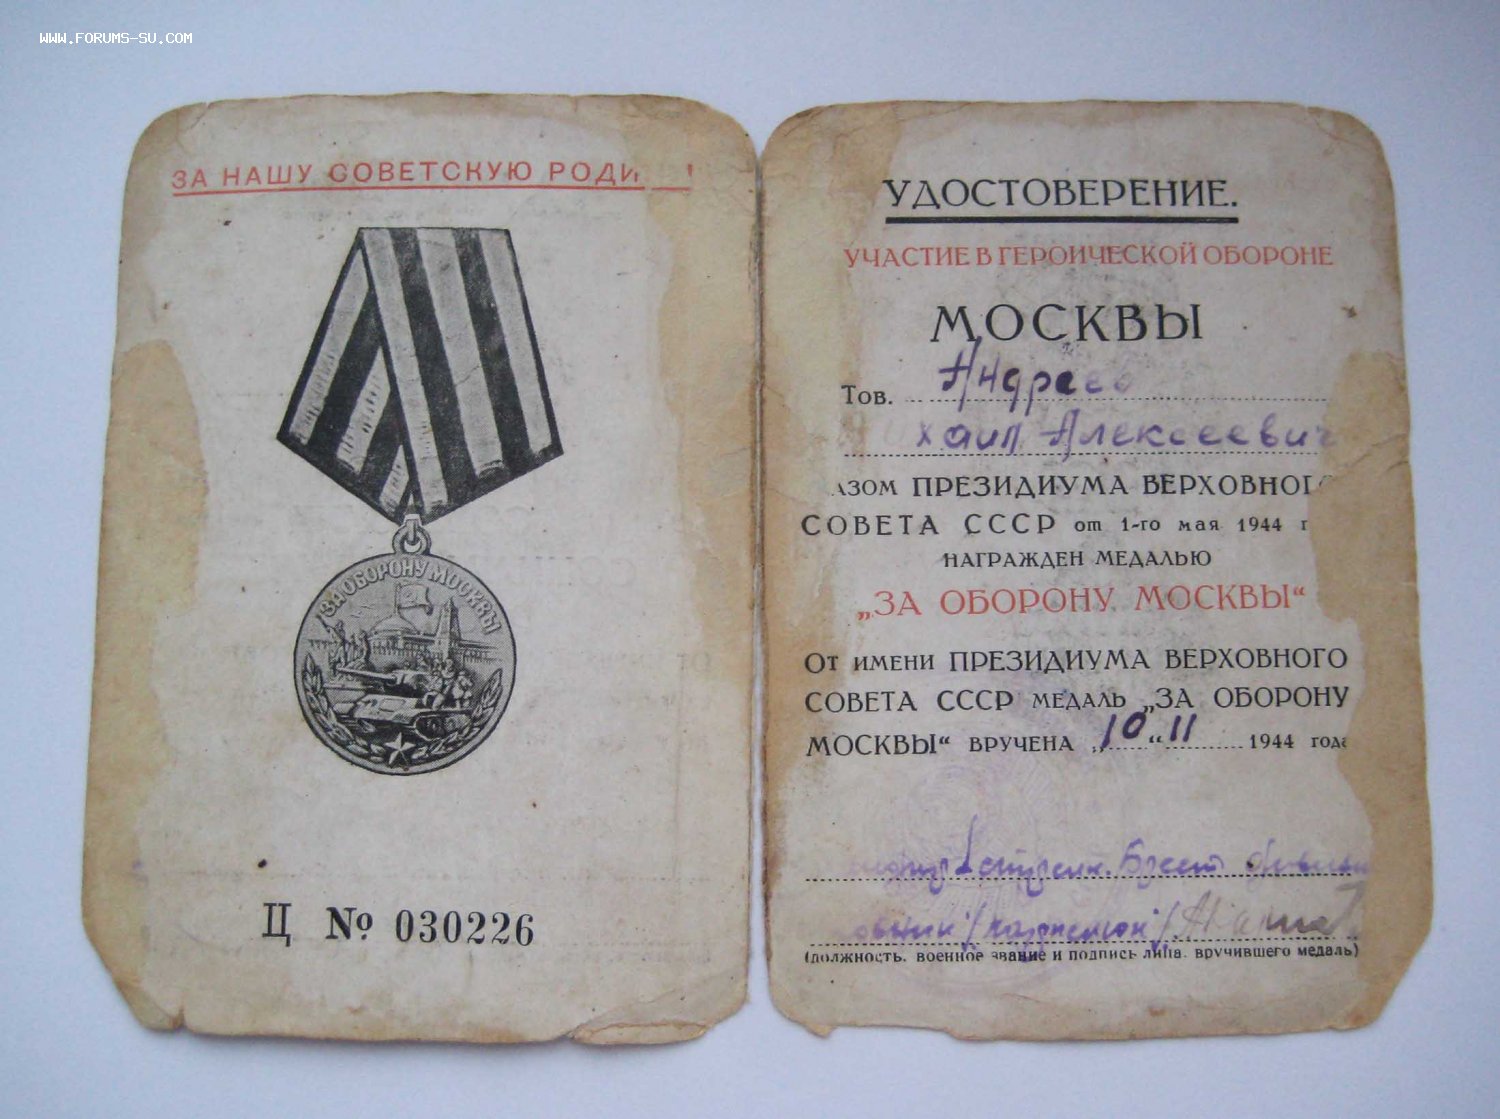 WWW.FORUMS-SU.COM
ЗА НАШУ СОВЕТСКУЮ РОДИ !
ЗА ОБОРОНУ МОСКВЫ
Ц № 030226
УДОСТОВЕРЕНИЕ.
УЧАСТИЕ В ГЕРОИЧЕСКОЙ ОБОРОНЕ
МОСКВЫ
Тов. Андреев
хаил Алексеевич
азом ПРЕЗИДИУМА ВЕРХОВНОГО
СОВЕТА СССР от 1-го мая 1944 г
НАГРАЖДЕН МЕДАЛЬЮ
„ЗА ОБОРОНУ МОСКВЫ“
От имени ПРЕЗИДИУМА ВЕРХОВНОГО
СОВЕТА СССР медаль „ЗА ОБОРОНУ
МОСКВЫ“ вручена „10“ 11 1944 года
Брест
(должность, военное звание и подпись лица, вручившего медаль)